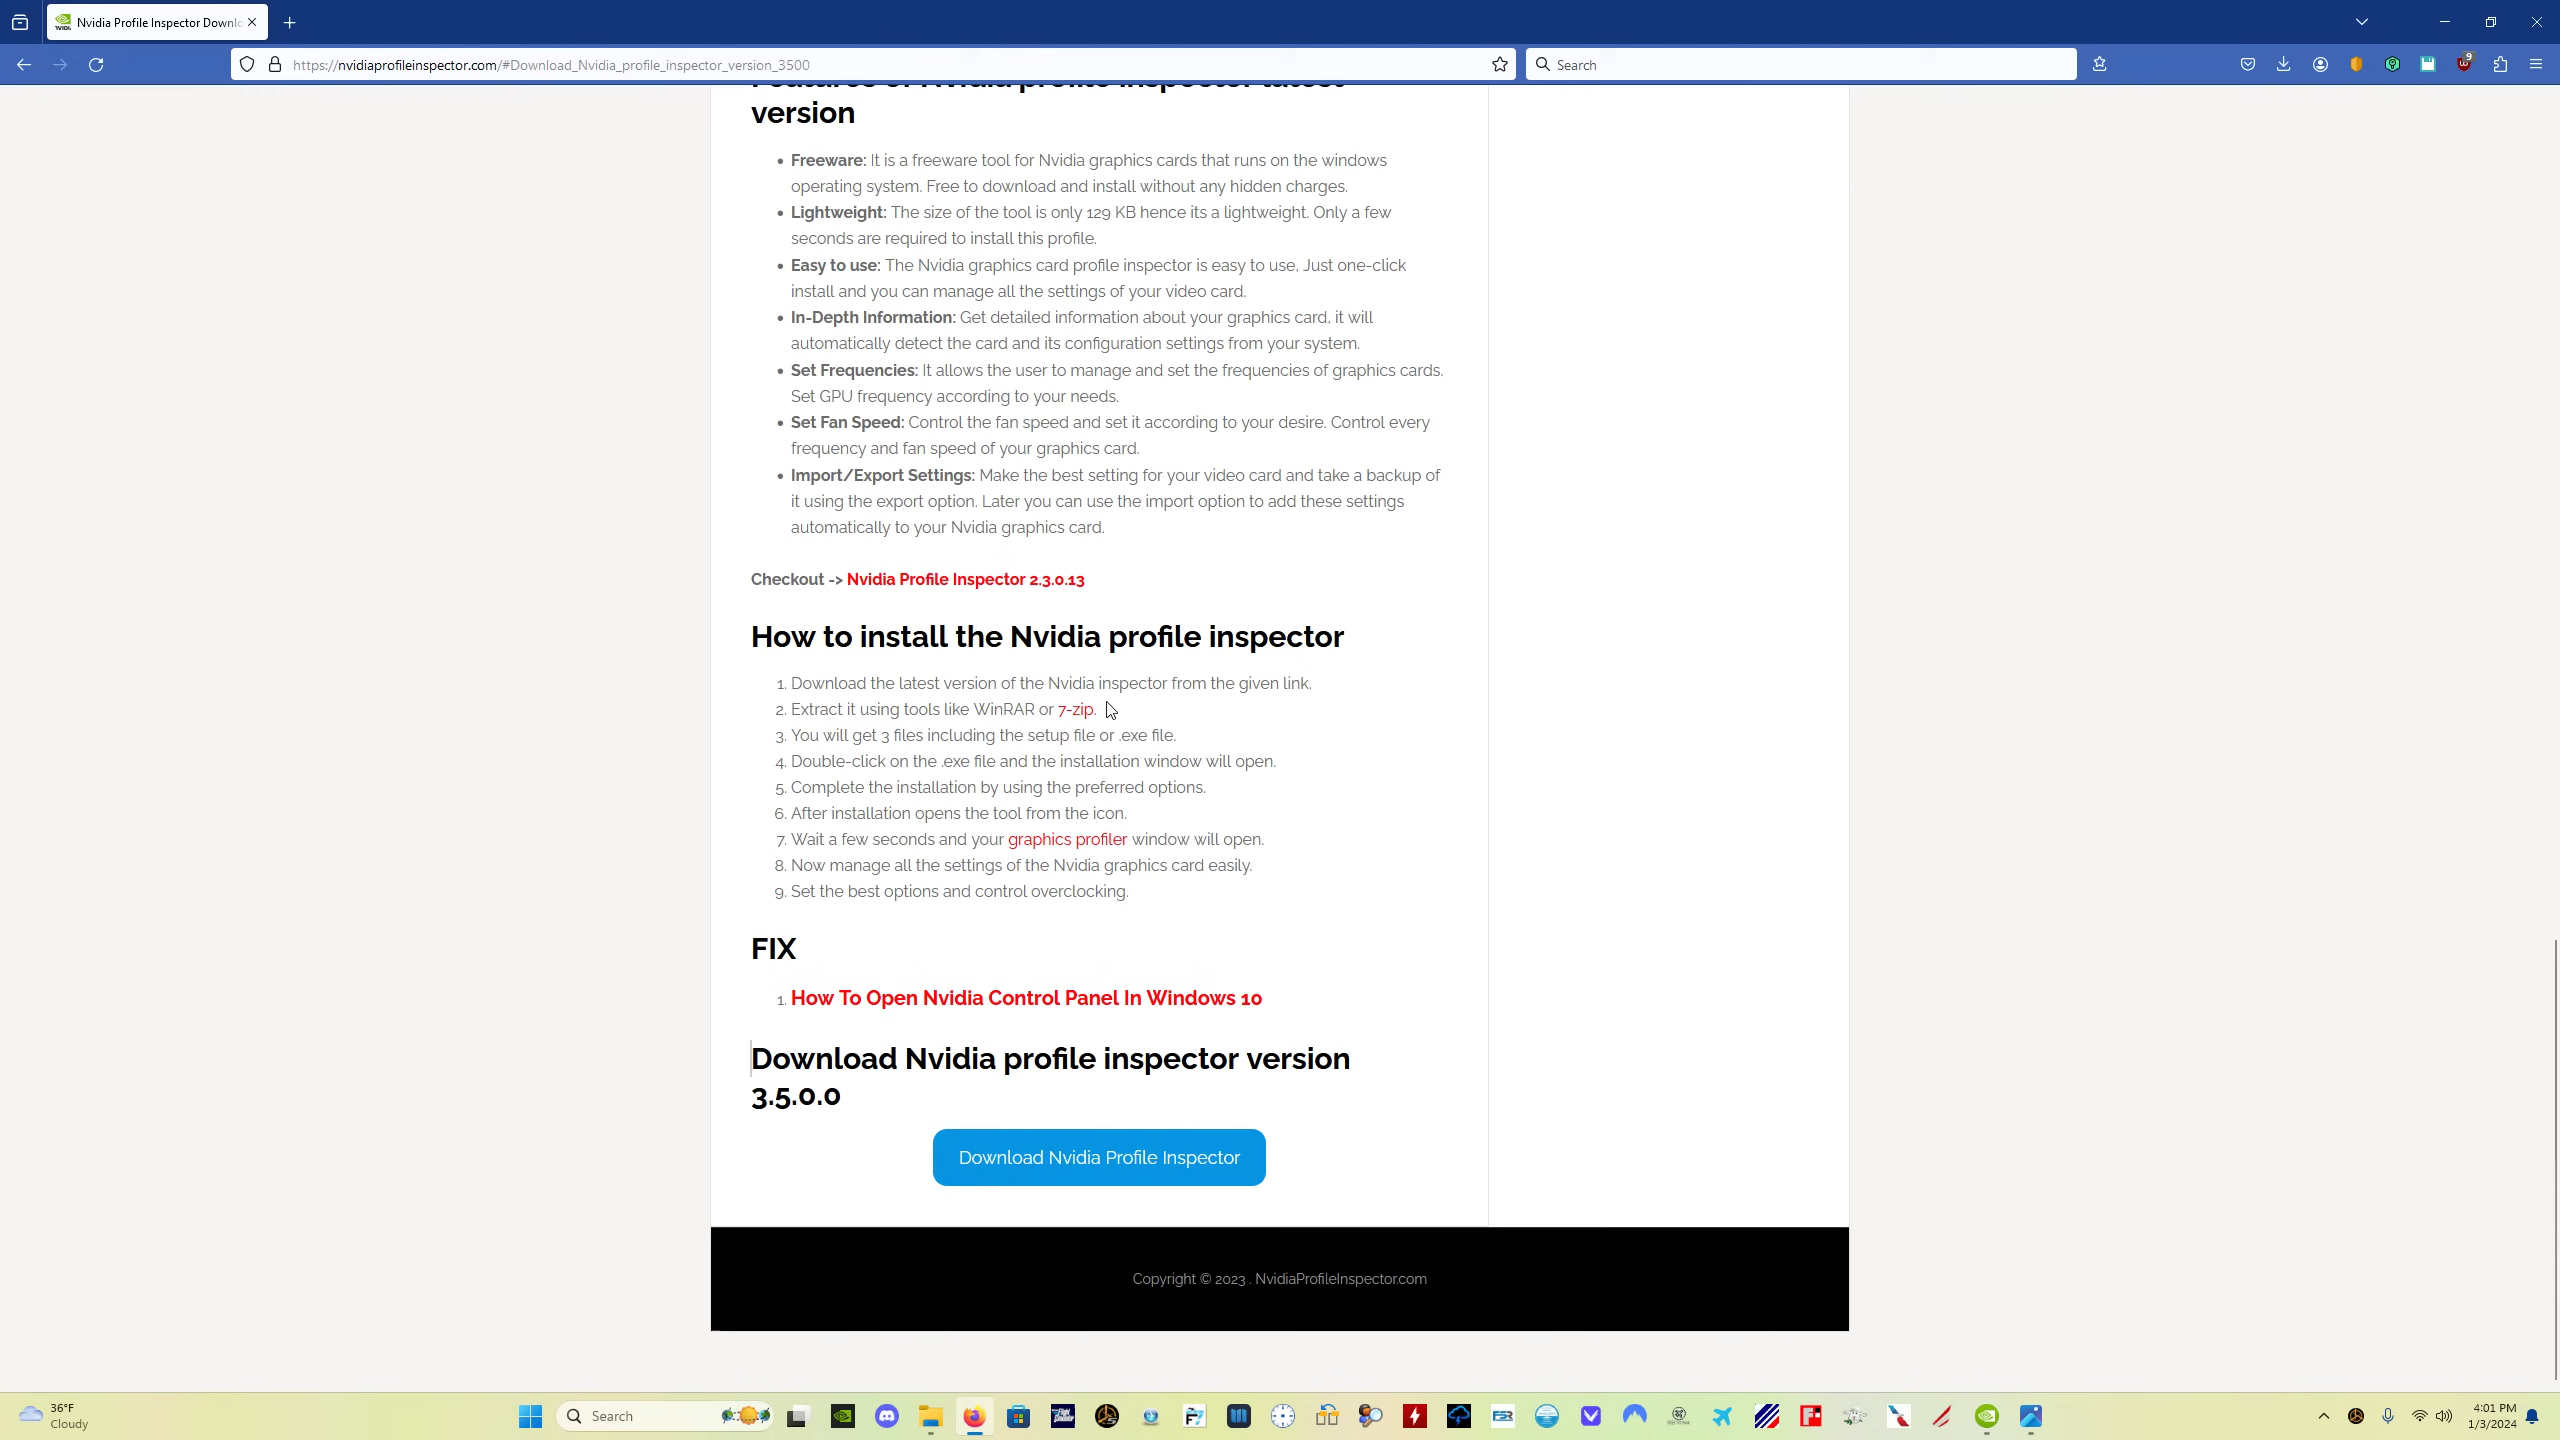 Nvidia Profile Inspector Downlo
https://nvidiaprofileinspector.com/#Download_Nvidia_profile_inspector_version_3500
Search
9
Features of Nvidia profile inspector latest
version
• Freeware: It is a freeware tool for Nvidia graphics cards that runs on the windows
operating system. Free to download and install without any hidden charges.
• Lightweight: The size of the tool is only 129 KB hence its a lightweight. Only a few
seconds are required to install this profile.
• Easy to use: The Nvidia graphics card profile inspector is easy to use, Just one-click
install and you can manage all the settings of your video card.
• In-Depth Information: Get detailed information about your graphics card, it will
automatically detect the card and its configuration settings from your system.
• Set Frequencies: It allows the user to manage and set the frequencies of graphics cards.
Set GPU frequency according to your needs.
• Set Fan Speed: Control the fan speed and set it according to your desire. Control every
frequency and fan speed of your graphics card.
• Import/Export Settings: Make the best setting for your video card and take a backup of
it using the export option. Later you can use the import option to add these settings
automatically to your Nvidia graphics card.
Checkout -> Nvidia Profile Inspector 2.3.0.13
How to install the Nvidia profile inspector
1. Download the latest version of the Nvidia inspector from the given link.
2. Extract it using tools like WinRAR or 7-zip.
3. You will get 3 files including the setup file or .exe file.
4. Double-click on the .exe file and the installation window will open.
5. Complete the installation by using the preferred options.
6. After installation opens the tool from the icon.
7. Wait a few seconds and your graphics profiler window will open.
8. Now manage all the settings of the Nvidia graphics card easily.
9. Set the best options and control overclocking.
FIX
1. How To Open Nvidia Control Panel In Windows 10
Download Nvidia profile inspector version
3.5.0.0
Download Nvidia Profile Inspector
Copyright © 2023 . NvidiaProfileInspector.com
36°F
Cloudy
Search
4:01 PM
1/3/2024